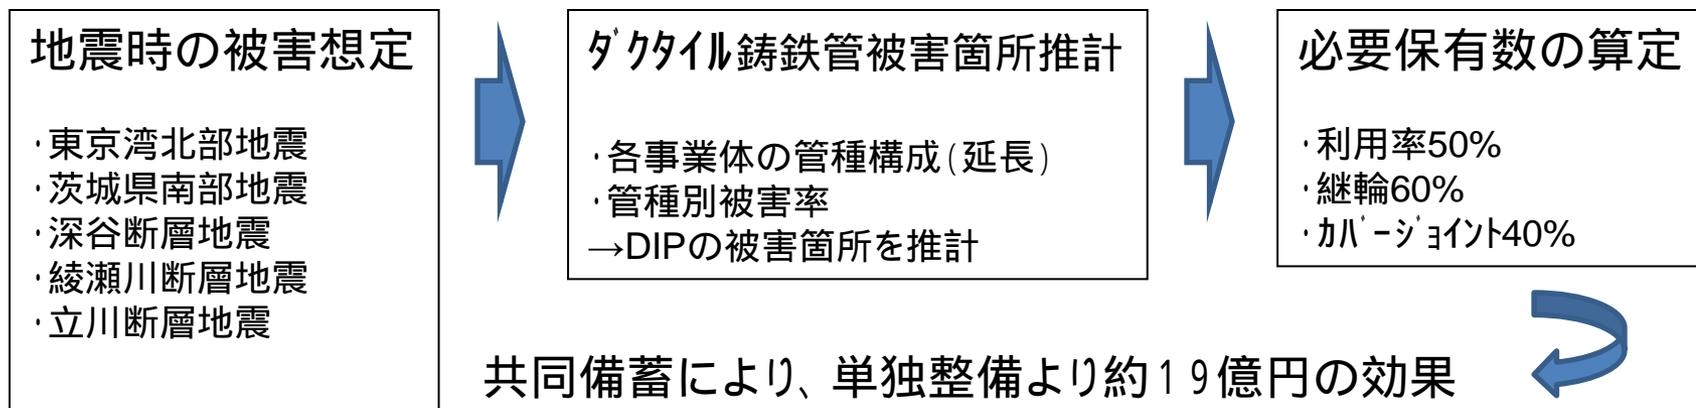 地震時の被害想定
・東京湾北部地震
・茨城県南部地震
・深谷断層地震
・綾瀬川断層地震
・立川断層地震
ﾀﾞｸﾀｲﾙ鋳鉄管被害箇所推計
・各事業体の管種構成(延長)
・管種別被害率
→DIPの被害箇所を推計
必要保有数の算定
・利用率50%
・継輪60%
・ｶﾊﾞｰｼﾞｮｲﾝﾄ40%
共同備蓄により、単独整備より約19億円の効果